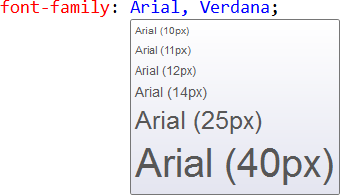 font-family: Arial, Verdana;
Arial (10px)
Arial (11px)
Arial (12px)
Arial (14px)
Arial (25px)
Arial (40px)